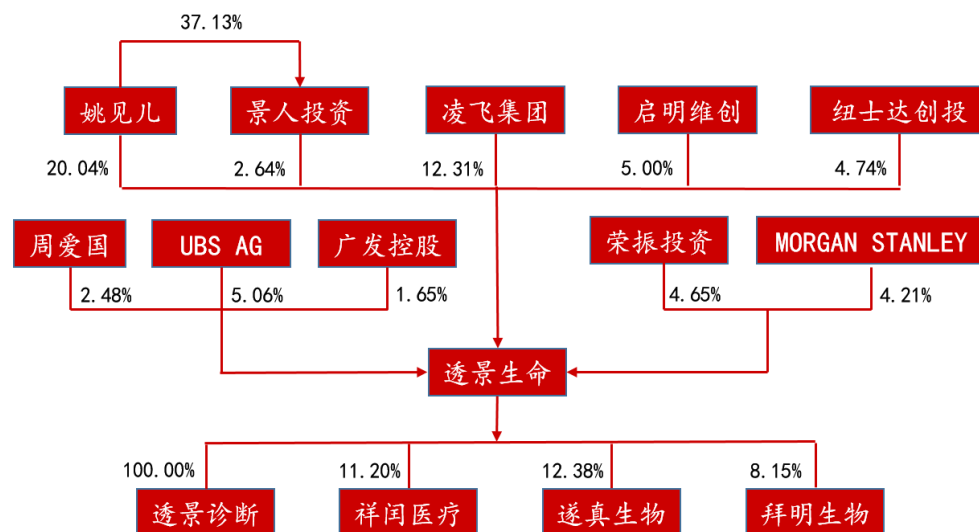 37.13%
姚见儿 景人投资 凌飞集团 启明维创 纽士达创投
20.04% 2.64% 12.31% 5.00% 4.74%
周爱国 UBS AG 广发控股 荣振投资 MORGAN STANLEY
2.48% 5.06% 1.65% 4.65% 4.21%
透景生命
100.00% 11.20% 12.38% 8.15%
透景诊断 祥闰医疗 遂真生物 拜明生物